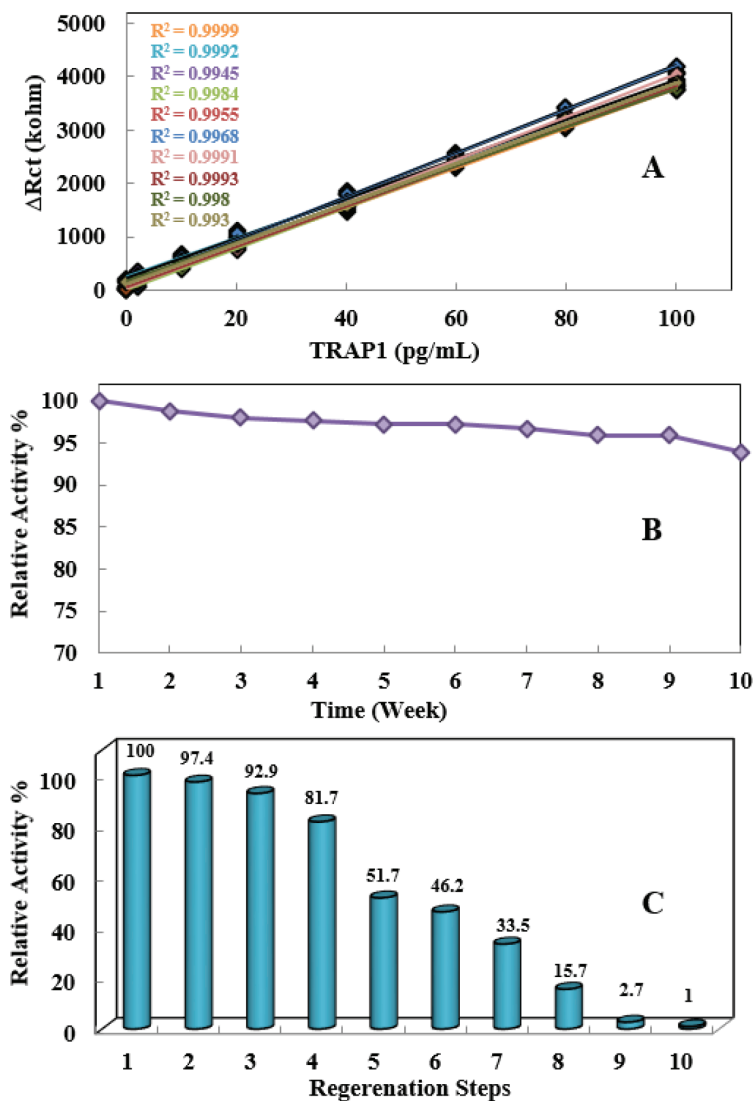 5000
4000
3000
2000
1000
0
ΔRct (kohm)
R² = 0.9999
R² = 0.9992
R² = 0.9945
R² = 0.9984
R² = 0.9955
R² = 0.9968
R² = 0.9991
R² = 0.9993
R² = 0.998
R² = 0.993
A
0 20 40 60 80 100
TRAP1 (pg/mL)
100
95
90
85
80
75
70
Relative Activity %
B
1 2 3 4 5 6 7 8 9 10
Time (Week)
100
80
60
40
20
0
Relative Activity %
100 97.4 92.9 81.7 51.7 46.2 33.5 15.7 2.7 1
C
1 2 3 4 5 6 7 8 9 10
Regerenation Steps